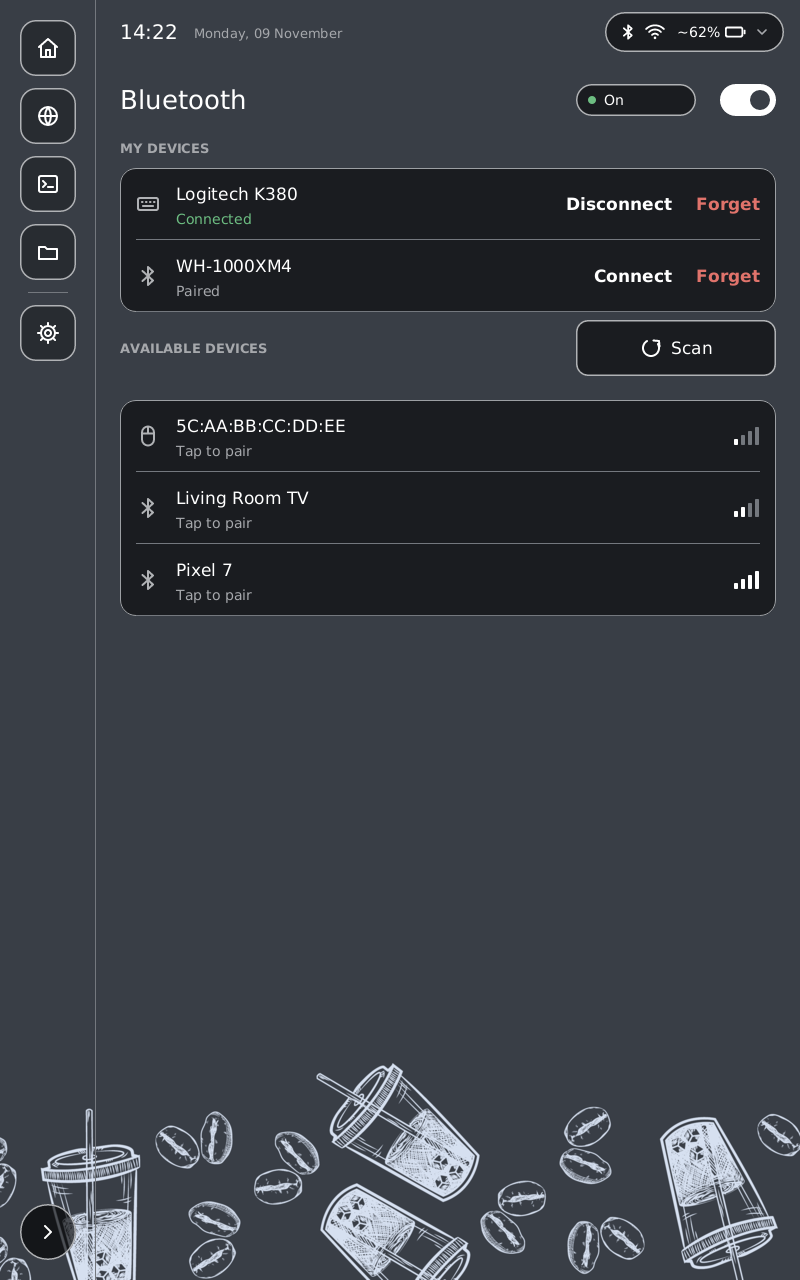 14:22 Monday, 09 November ~62%
Bluetooth On
MY DEVICES
Logitech K380
Connected
Disconnect Forget
WH-1000XM4
Paired
Connect Forget
AVAILABLE DEVICES Scan
5C:AA:BB:CC:DD:EE
Tap to pair
Living Room TV
Tap to pair
Pixel 7
Tap to pair